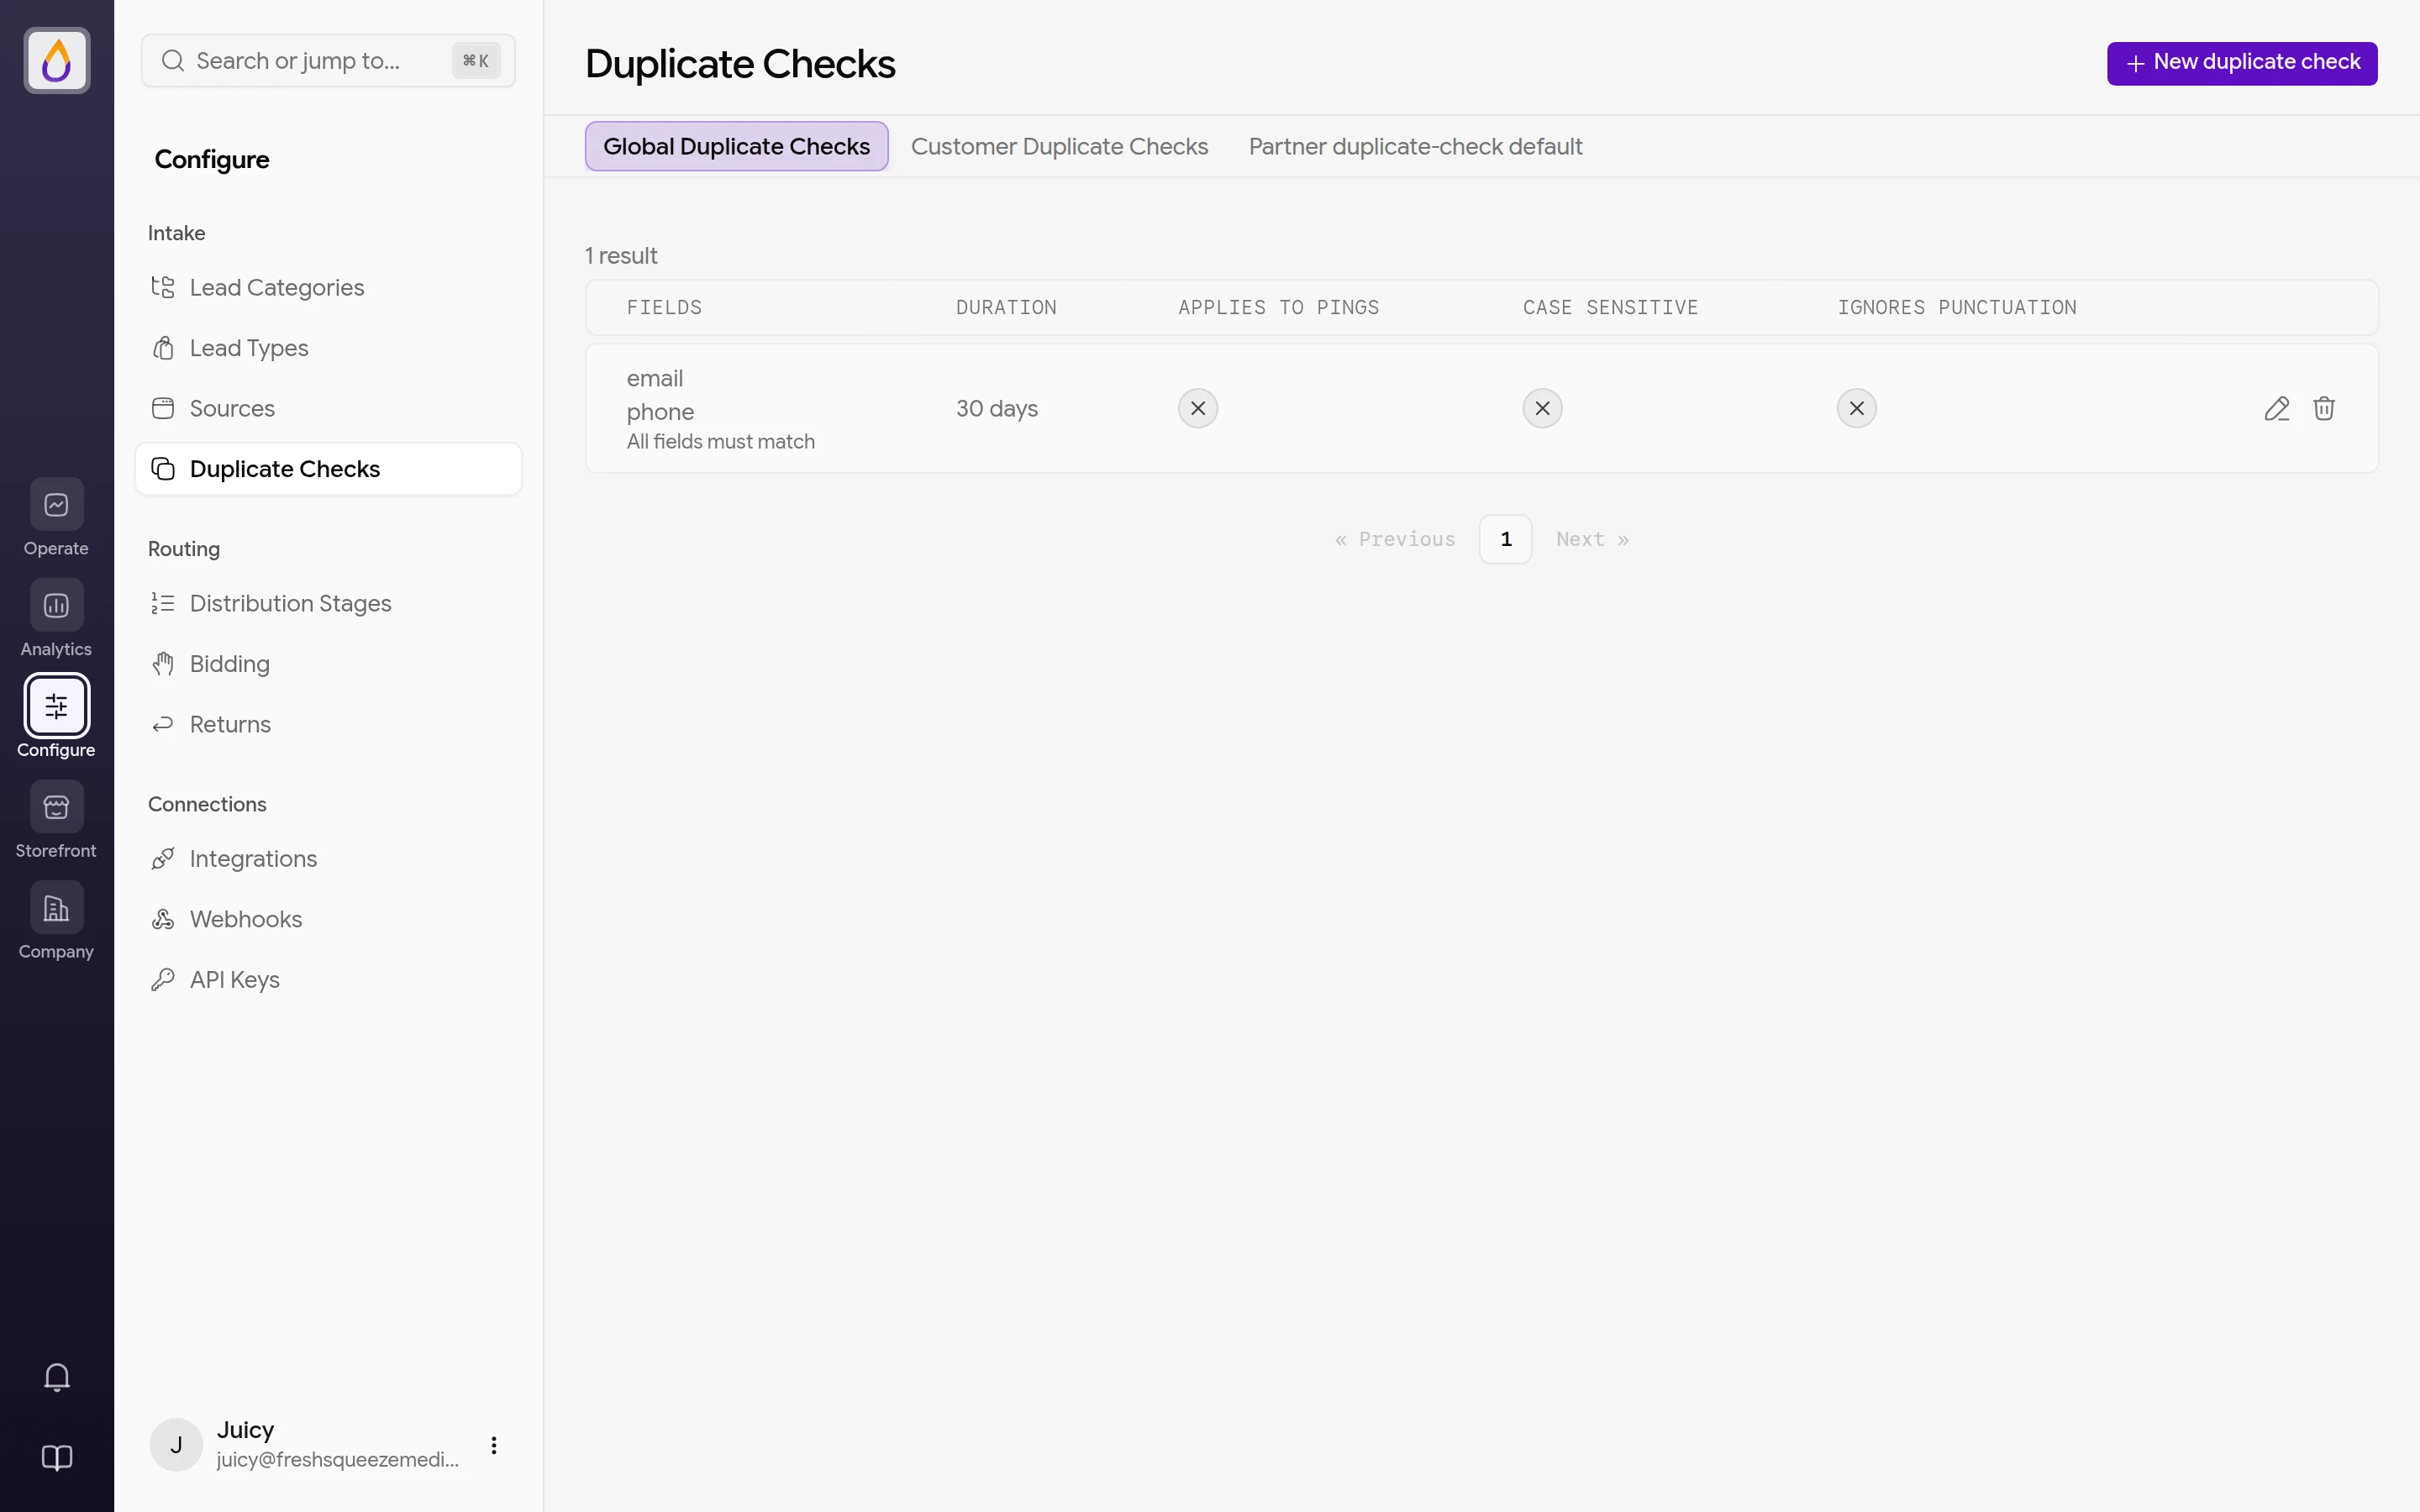 Search or jump to...
⌘K
Configure
Intake
Lead Categories
Lead Types
Sources
Duplicate Checks
Routing
Distribution Stages
Bidding
Returns
Connections
Integrations
Webhooks
API Keys
Operate
Analytics
Configure
Storefront
Company
J
Juicy
juicy@freshsqueezemedi...
Duplicate Checks
+ New duplicate check
Global Duplicate Checks
Customer Duplicate Checks
Partner duplicate-check default
1 result
FIELDS DURATION APPLIES TO PINGS CASE SENSITIVE IGNORES PUNCTUATION
email
phone
All fields must match
30 days
« Previous 1 Next »